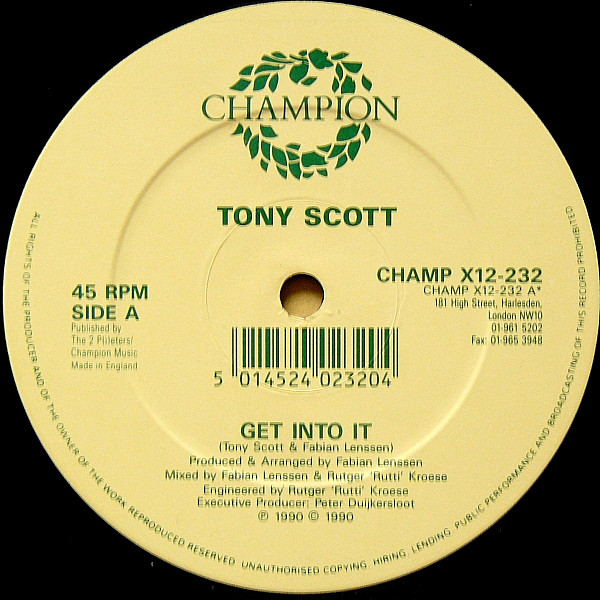 CHAMPION
TONY SCOTT
45 RPM
SIDE A
Published by
The 2 P(i)eters/
Champion Music
Made in England
CHAMP X12-232
CHAMP X12-232 A*
181 High Street, Harlesden,
London NW10
01-961 5202
Fax: 01-965 3948
5 014524 023204
GET INTO IT
(Tony Scott & Fabian Lenssen)
Produced & Arranged by Fabian Lenssen
Mixed by Fabian Lenssen & Rutger 'Rutti' Kroese
Engineered by Rutger 'Rutti' Kroese
Executive Producer: Peter Duijkersloot
℗ 1990 © 1990
ALL RIGHTS OF THE PRODUCER AND OF THE OWNER OF THE WORK REPRODUCED RESERVED. UNAUTHORISED COPYING, HIRING, LENDING, PUBLIC PERFORMANCE AND BROADCASTING OF THIS RECORD PROHIBITED